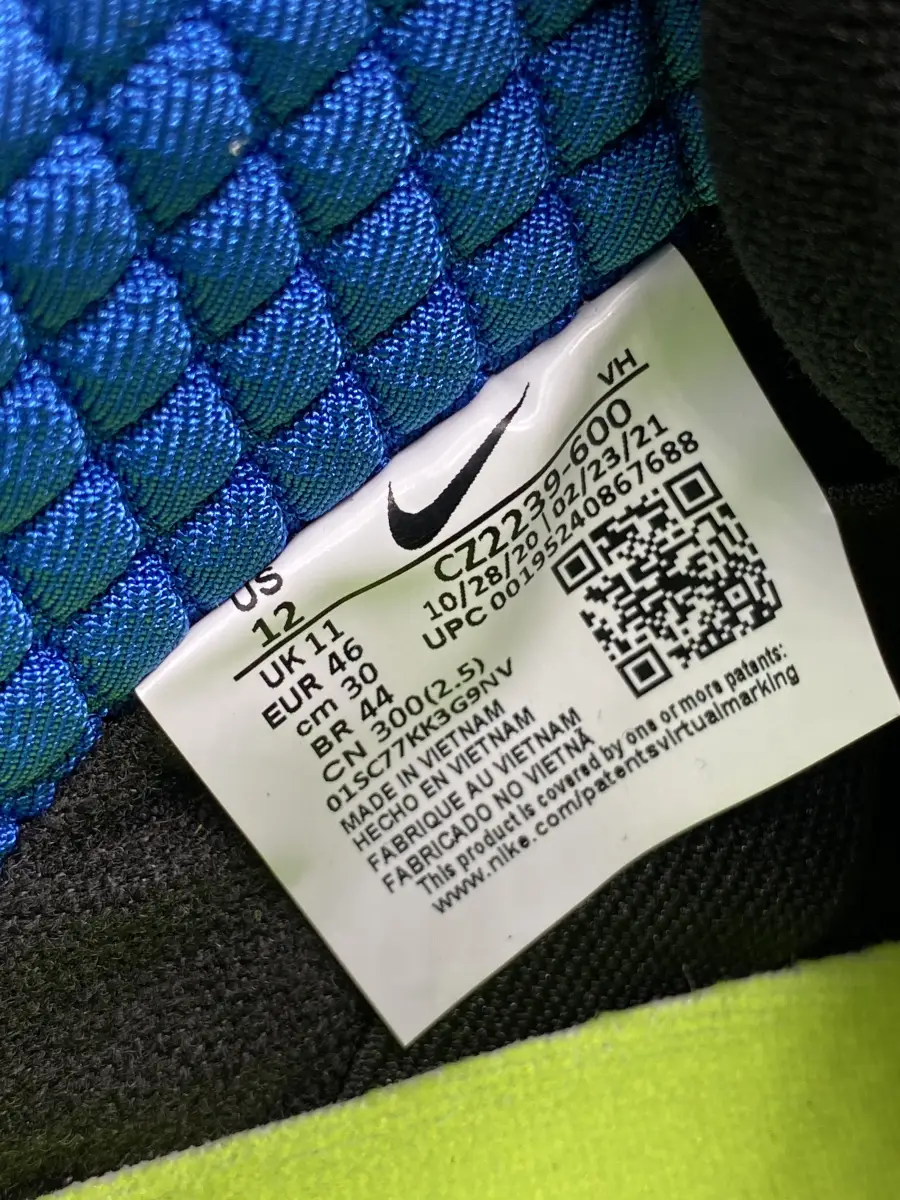 VH
CZ2239-600
10/28/20 | 02/23/21
UPC 00195240867688
US
12
UK 11
EUR 46
cm 30
BR 44
CN 300(2.5)
01SC77KK3G9NV
MADE IN VIETNAM
HECHO EN VIETNAM
FABRIQUE AU VIETNAM
FABRICADO NO VIETNÃ
This product is covered by one or more patents:
www.nike.com/patentsvirtualmarking